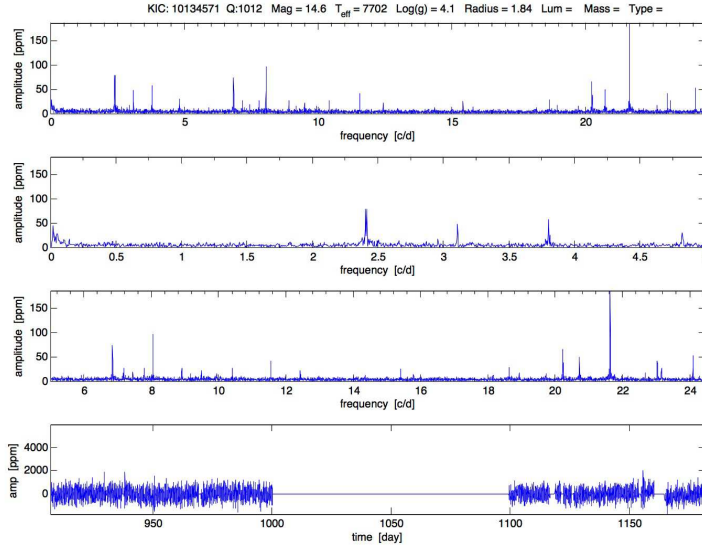 KIC: 10134571 Q:1012 Mag = 14.6 Teff = 7702 Log(g) = 4.1 Radius = 1.84 Lum = Mass = Type =
150
100
50
0
amplitude [ppm]
0 5 10 15 20
frequency [c/d]
150
100
50
0
amplitude [ppm]
0 0.5 1 1.5 2 2.5 3 3.5 4 4.5
frequency [c/d]
150
100
50
0
amplitude [ppm]
6 8 10 12 14 16 18 20 22 24
frequency [c/d]
4000
2000
0
amp [ppm]
950 1000 1050 1100 1150
time [day]